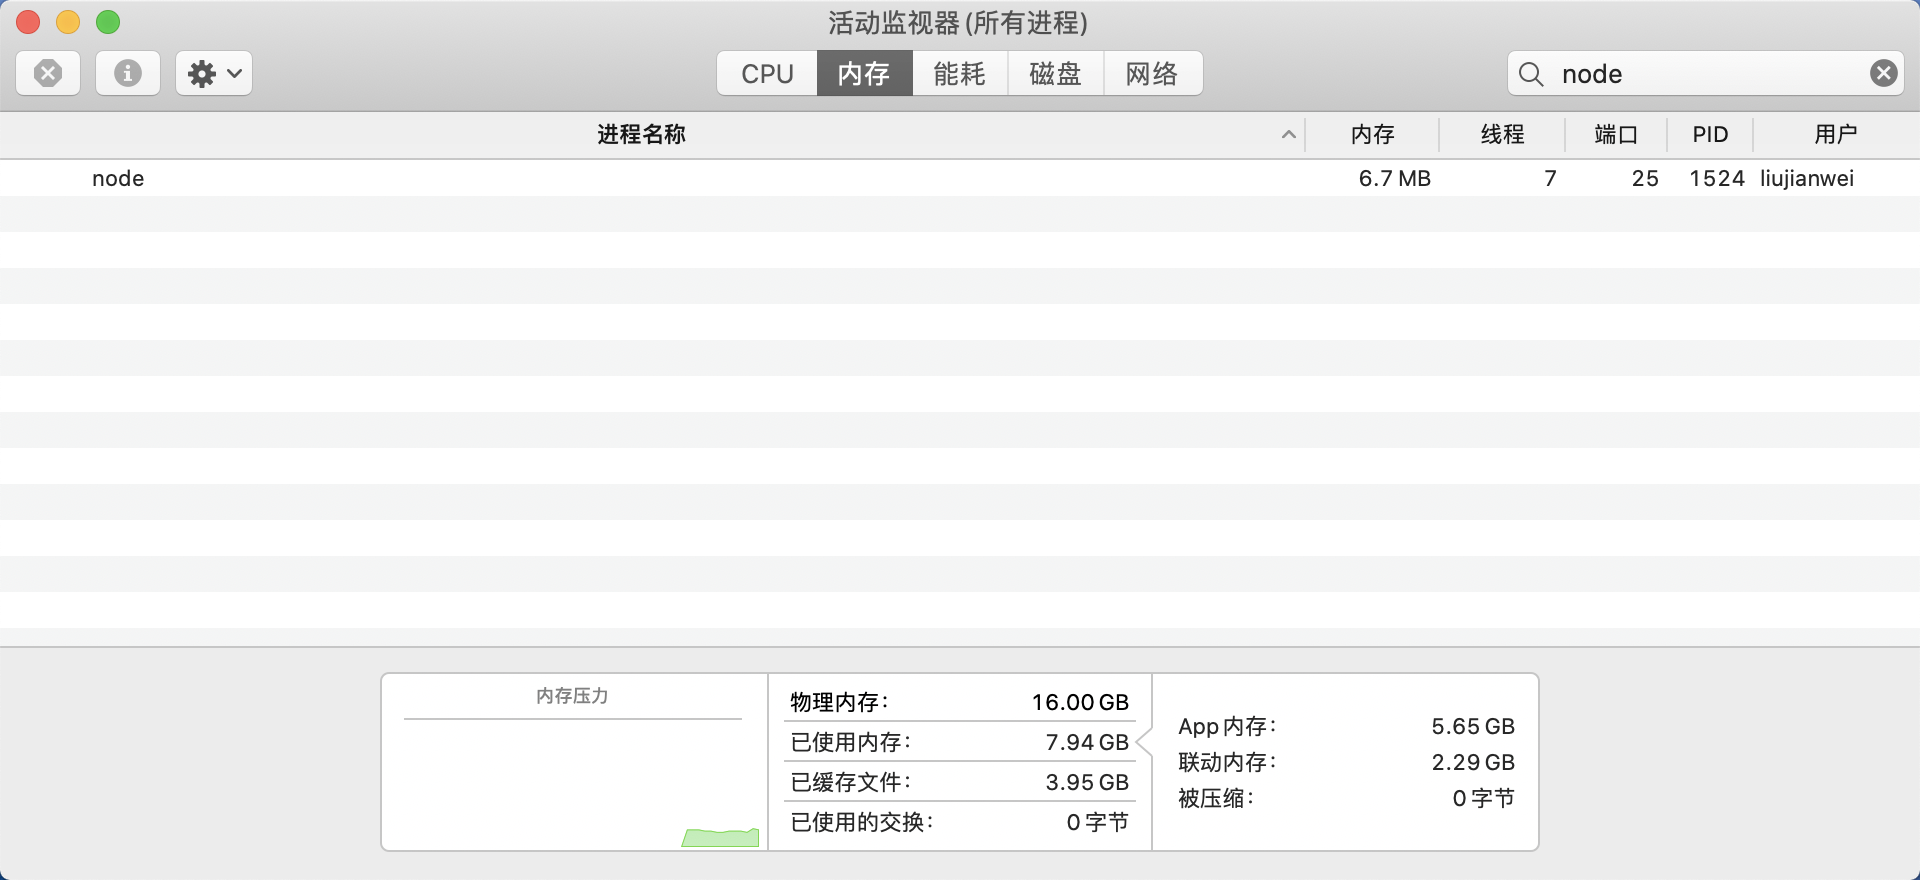 活动监视器 (所有进程)
CPU 内存 能耗 磁盘 网络 node
进程名称 内存 线程 端口 PID 用户
node 6.7 MB 7 25 1524 liujianwei
内存压力
物理内存： 16.00 GB
已使用内存： 7.94 GB
已缓存文件： 3.95 GB
已使用的交换： 0 字节
App 内存： 5.65 GB
联动内存： 2.29 GB
被压缩： 0 字节